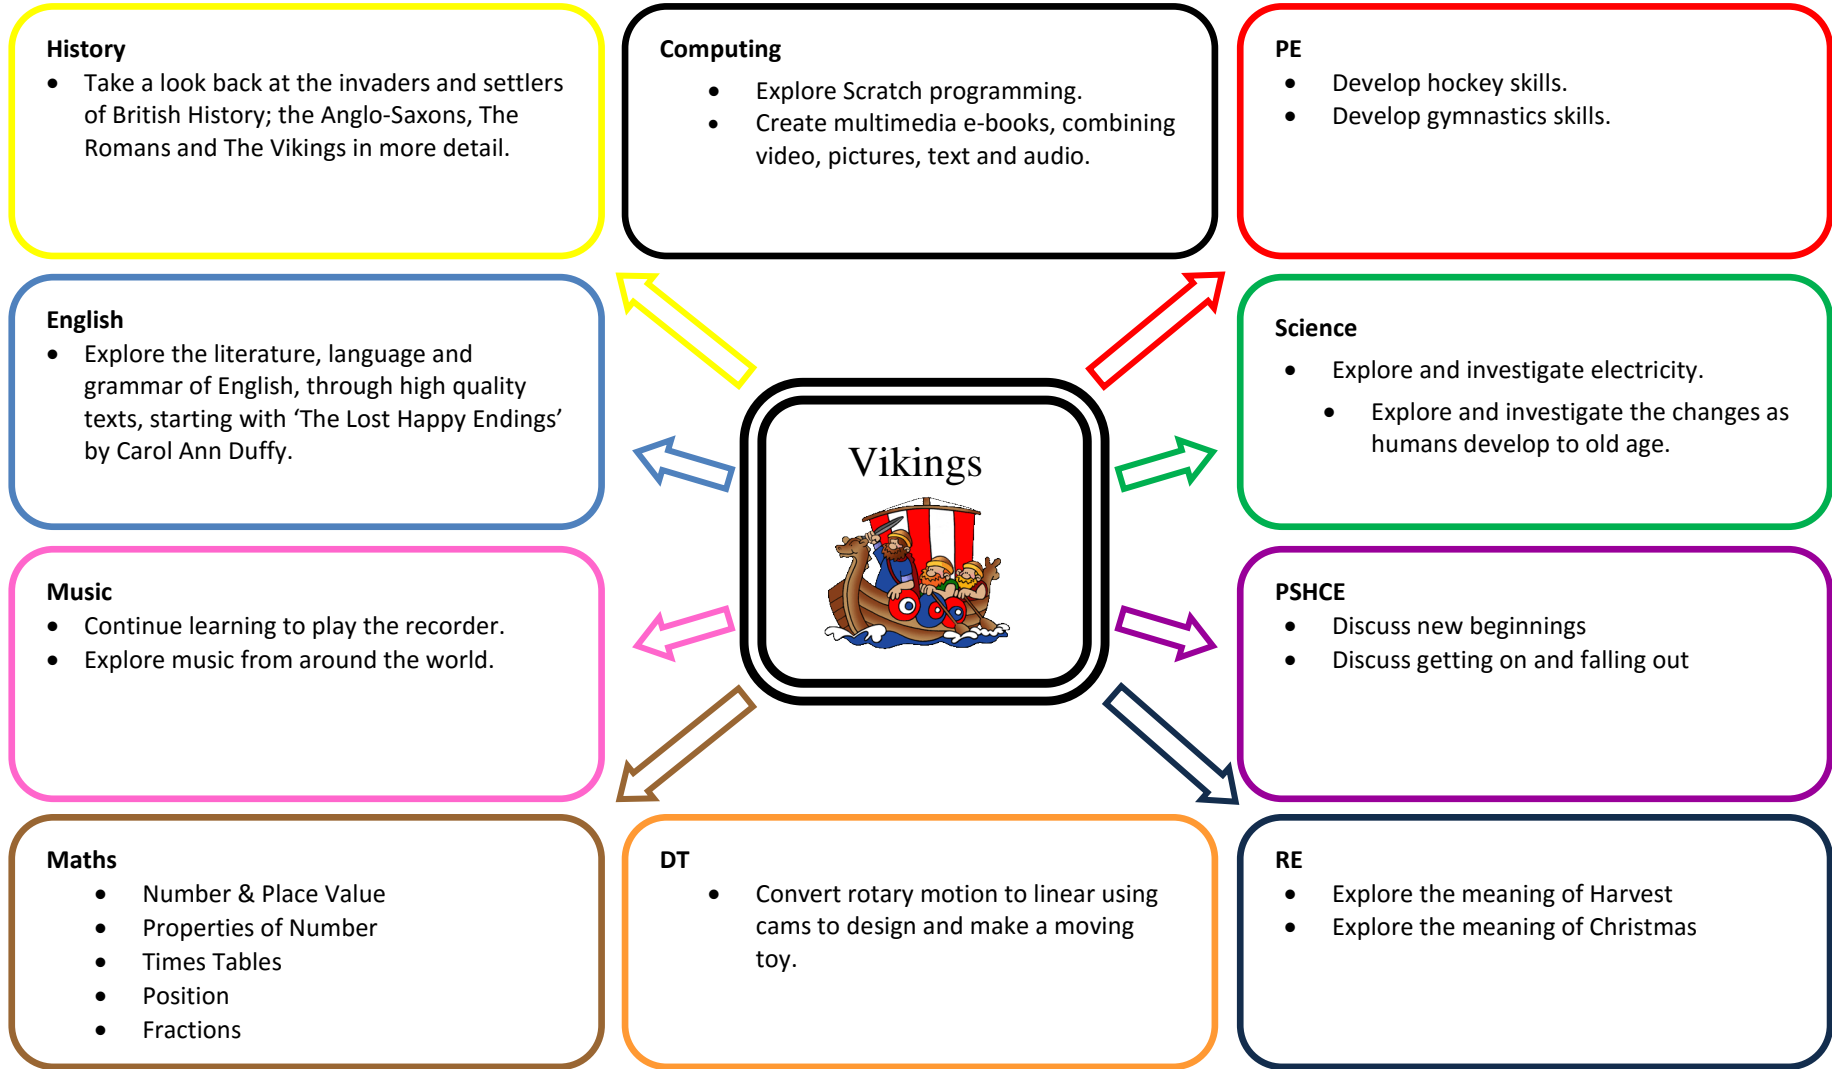 History
• Take a look back at the invaders and settlers
of British History; the Anglo-Saxons, The
Romans and The Vikings in more detail.
Computing
• Explore Scratch programming.
• Create multimedia e-books, combining
video, pictures, text and audio.
PE
• Develop hockey skills.
• Develop gymnastics skills.
English
• Explore the literature, language and
grammar of English, through high quality
texts, starting with ‘The Lost Happy Endings’
by Carol Ann Duffy.
Vikings
Science
• Explore and investigate electricity.
• Explore and investigate the changes as
humans develop to old age.
Music
• Continue learning to play the recorder.
• Explore music from around the world.
PSHCE
• Discuss new beginnings
• Discuss getting on and falling out
Maths
• Number & Place Value
• Properties of Number
• Times Tables
• Position
• Fractions
DT
• Convert rotary motion to linear using
cams to design and make a moving
toy.
RE
• Explore the meaning of Harvest
• Explore the meaning of Christmas